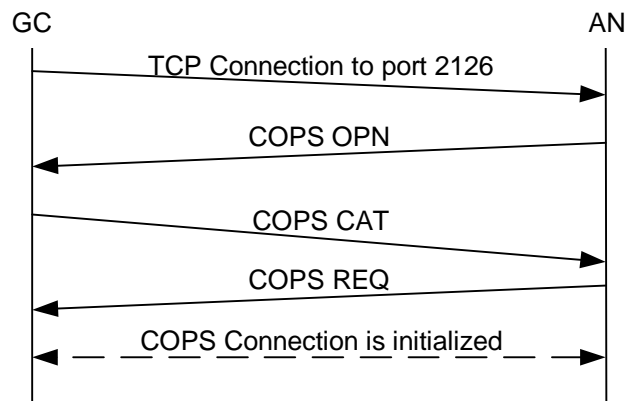 GC
AN
TCP Connection to port 2126
COPS OPN
COPS CAT
COPS REQ
COPS Connection is initialized